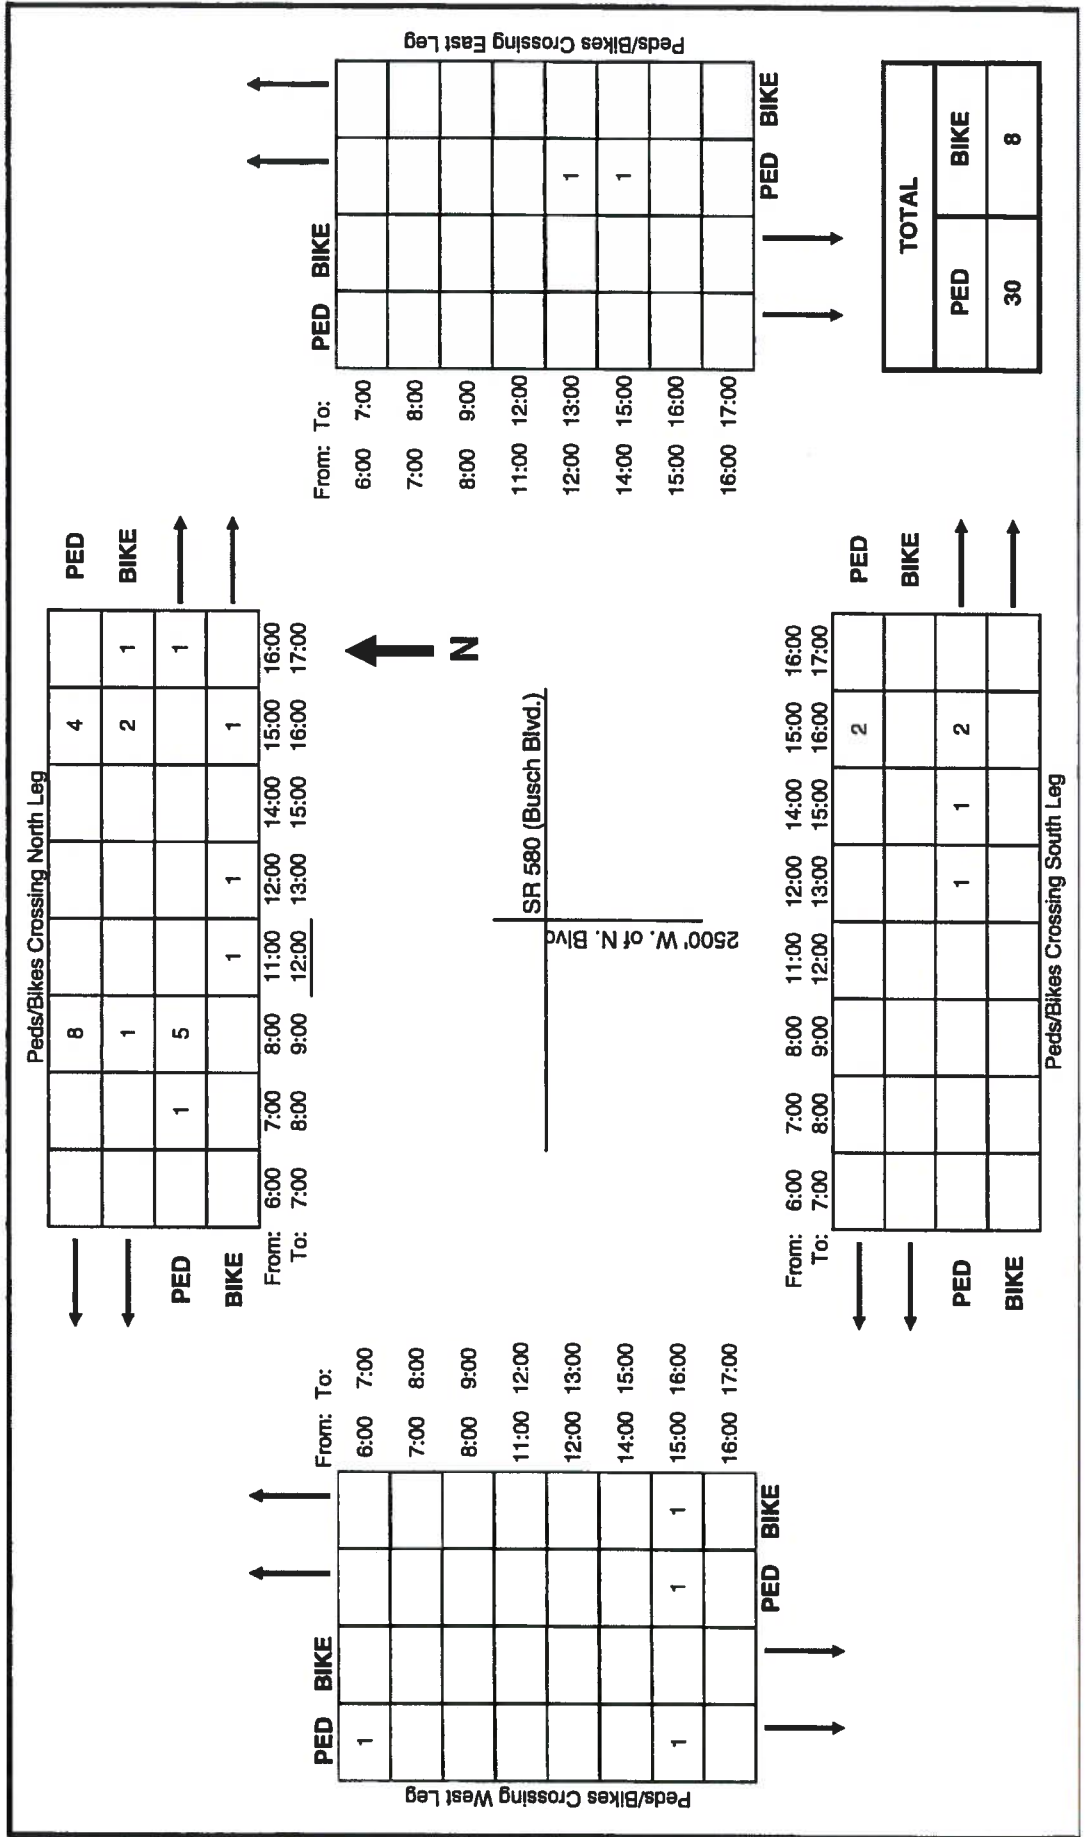 Peds/Bikes Crossing North Leg
8 4 PED
1 2 1 BIKE
PED 1 5 1
BIKE 1 1 1
From: 6:00 7:00 8:00 11:00 12:00 14:00 15:00 16:00
To: 7:00 8:00 9:00 12:00 13:00 15:00 16:00 17:00
N
Peds/Bikes Crossing West Leg
PED BIKE From: To:
1 6:00 7:00
7:00 8:00
8:00 9:00
11:00 12:00
12:00 13:00
14:00 15:00
1 1 1 15:00 16:00
16:00 17:00
PED BIKE
SR 580 (Busch Blvd.)
2500' W. of N. Blvd
From: To: PED BIKE
6:00 7:00
7:00 8:00
8:00 9:00
11:00 12:00
12:00 13:00 1
14:00 15:00 1
15:00 16:00
16:00 17:00
PED BIKE
Peds/Bikes Crossing East Leg
From: 6:00 7:00 8:00 11:00 12:00 14:00 15:00 16:00
To: 7:00 8:00 9:00 12:00 13:00 15:00 16:00 17:00
2 PED
BIKE
PED 1 1 2
BIKE
Peds/Bikes Crossing South Leg
TOTAL
PED BIKE
30 8